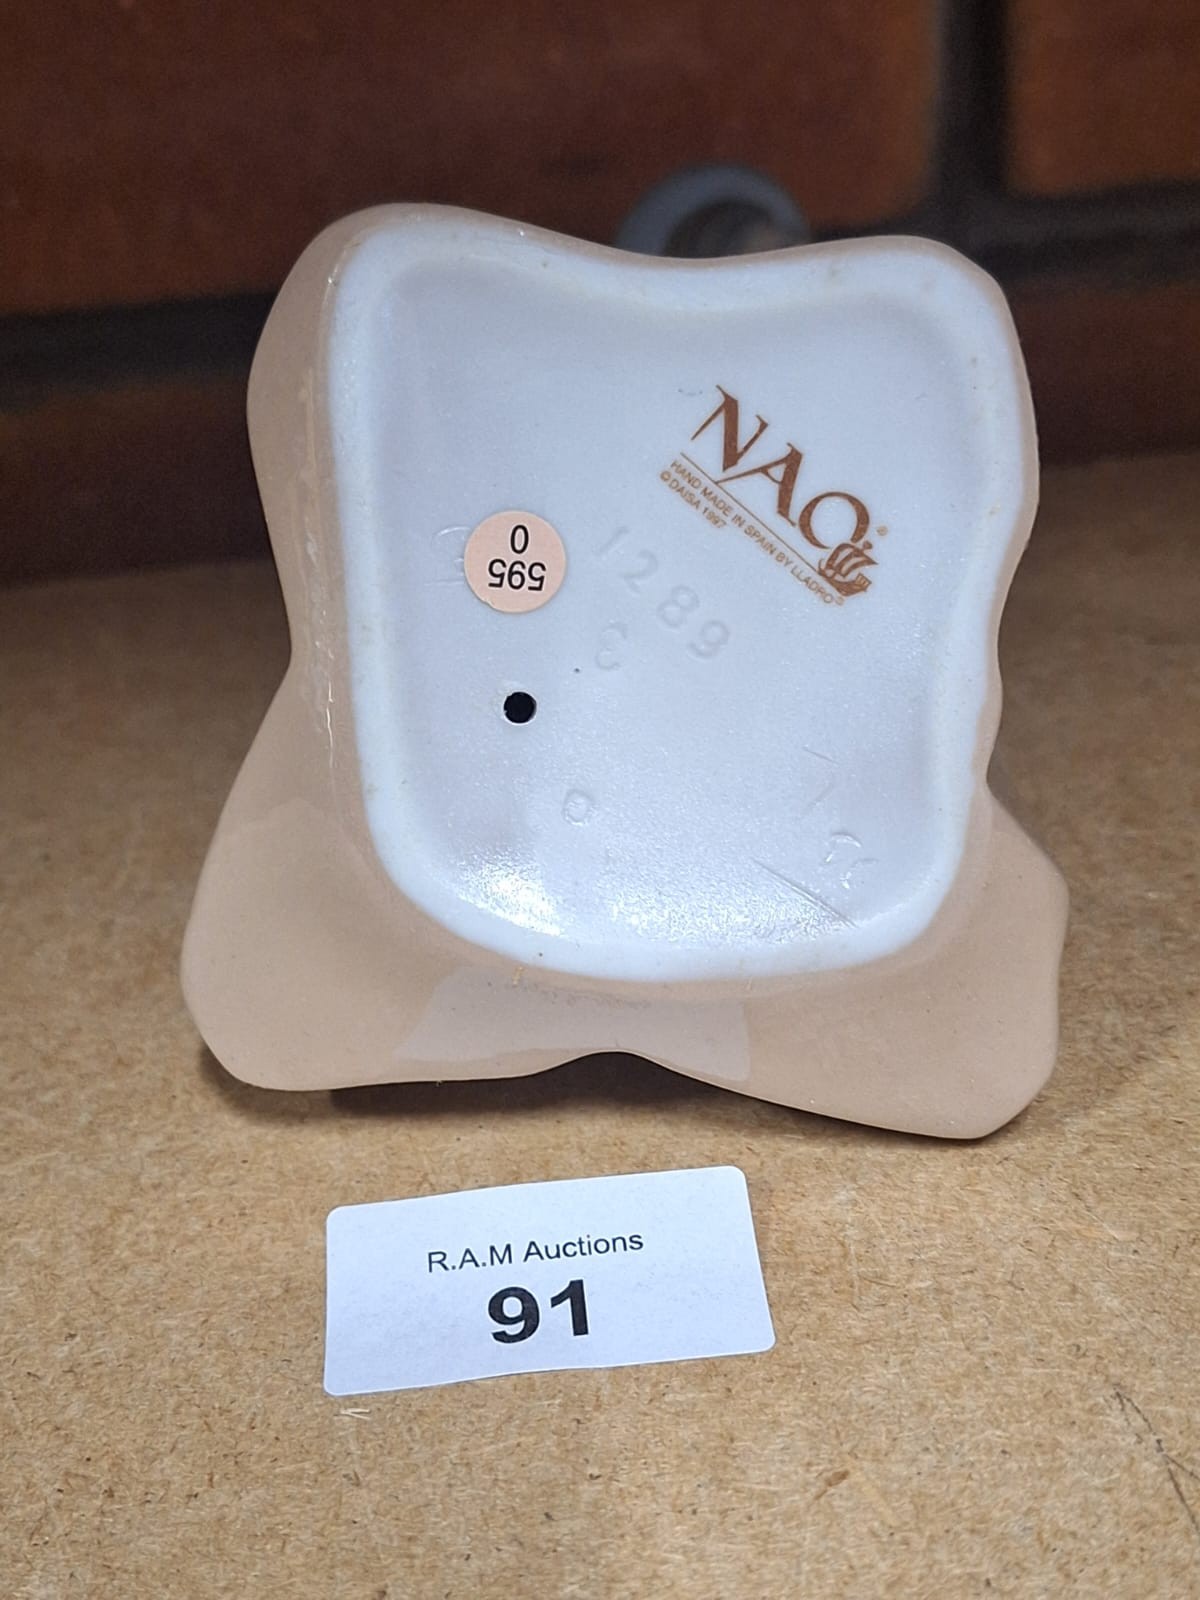 NAO®
HAND MADE IN SPAIN BY LLADRO®
© DAISA 1997
595
0
1289
R.A.M Auctions
91